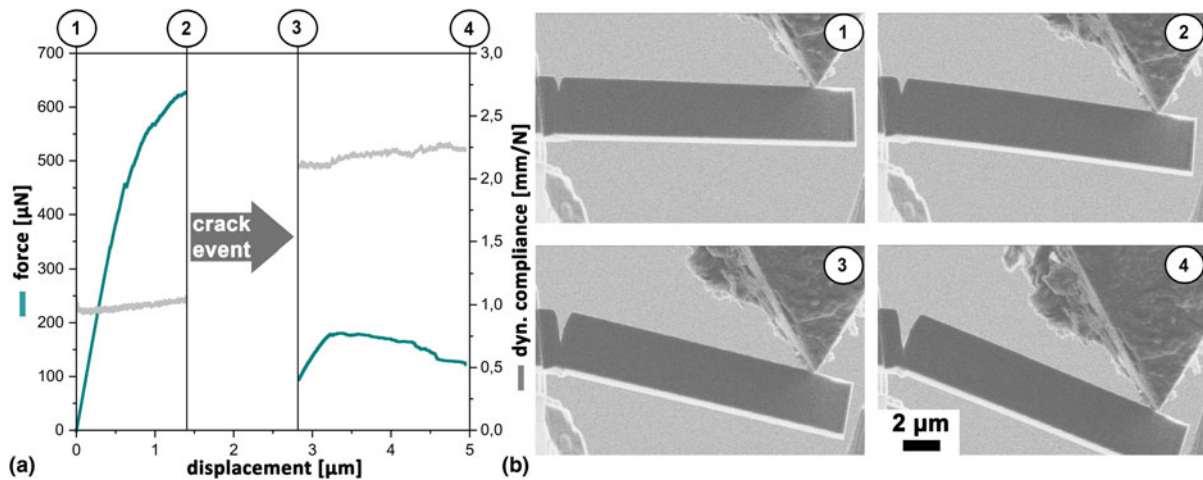 1 2 3 4
700
600
500
400
300
200
100
0
force [µN]
3,0
2,5
2,0
1,5
1,0
0,5
0,0
dyn. compliance [mm/N]
crack
event
0 1 2 3 4 5
displacement [µm]
(a)
1
2
3
4
2 µm
(b)